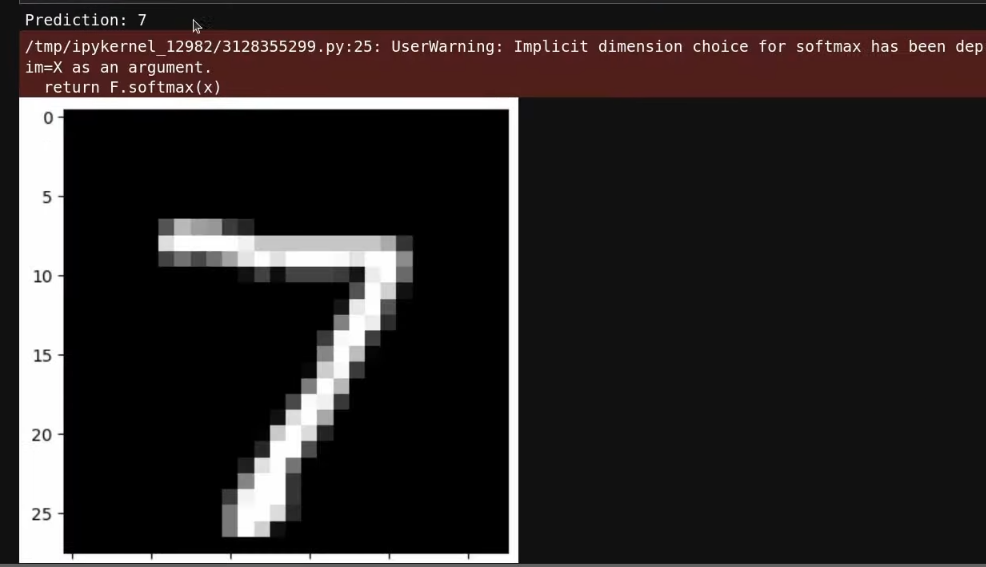 Prediction: 7
/tmp/ipykernel_12982/3128355299.py:25: UserWarning: Implicit dimension choice for softmax has been dep
im=X as an argument.
  return F.softmax(x)
0
5
10
15
20
25
7